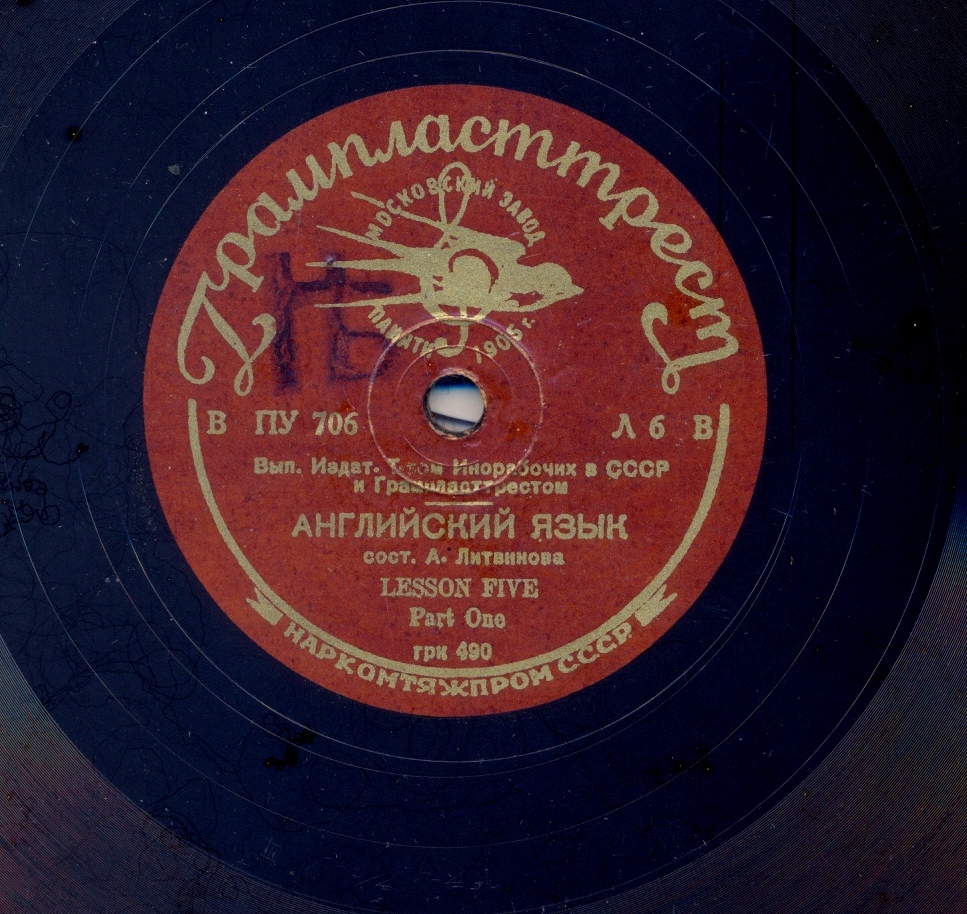 Грампласттрест
МОСКОВСКИЙ ЗАВОД
ПАМЯТИ 1905 г.
В ПУ 706 Л 6 В
Вып. Издат. Т-вом Инорабочих в СССР
и Грампласттрестом
АНГЛИЙСКИЙ ЯЗЫК
сост. А. Литвинова
LESSON FIVE
Part One
грк 490
НАРКОМТЯЖПРОМ СССР